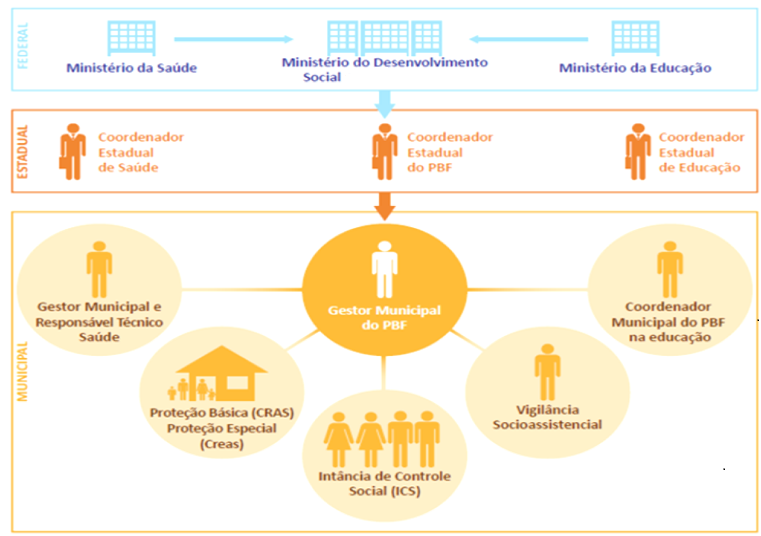 FEDERAL
Ministério da Saúde
Ministério do Desenvolvimento
Social
Ministério da Educação
ESTADUAL
Coordenador
Estadual
de Saúde
Coordenador
Estadual
do PBF
Coordenador
Estadual
de Educação
MUNICIPAL
Gestor Municipal e
Responsável Técnico
Saúde
Gestor Municipal
do PBF
Coordenador
Municipal do PBF
na educação
Proteção Básica (CRAS)
Proteção Especial
(Creas)
Intância de Controle
Social (ICS)
Vigilância
Socioassistencial